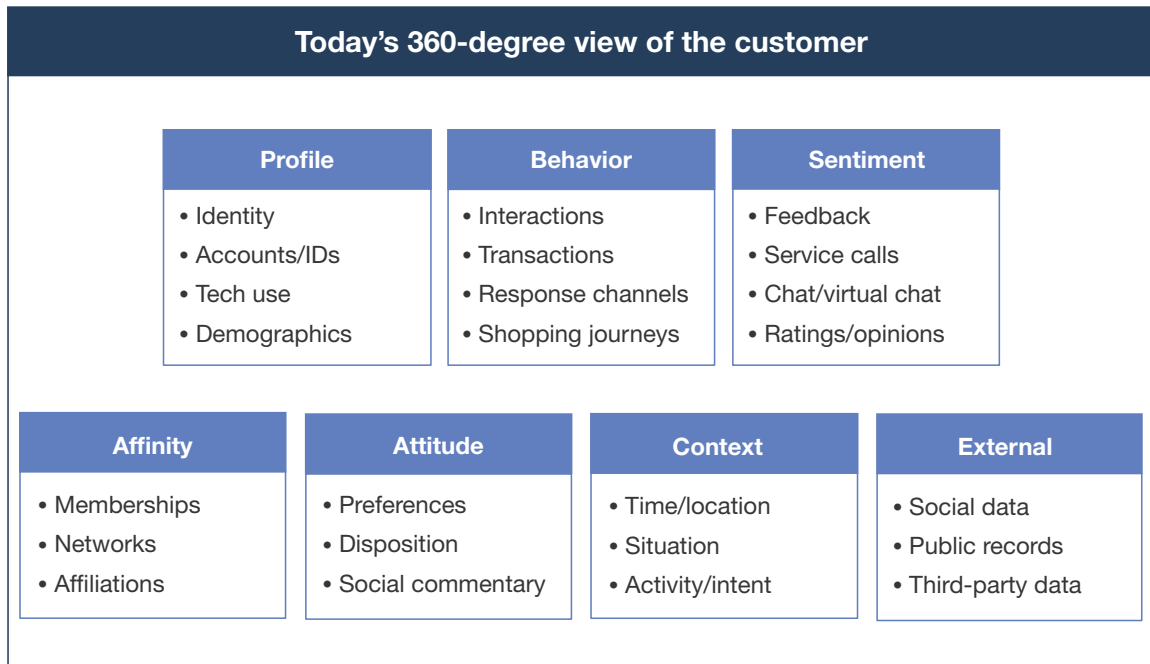 Today’s 360-degree view of the customer
Profile
• Identity
• Accounts/IDs
• Tech use
• Demographics
Behavior
• Interactions
• Transactions
• Response channels
• Shopping journeys
Sentiment
• Feedback
• Service calls
• Chat/virtual chat
• Ratings/opinions
Affinity
• Memberships
• Networks
• Affiliations
Attitude
• Preferences
• Disposition
• Social commentary
Context
• Time/location
• Situation
• Activity/intent
External
• Social data
• Public records
• Third-party data